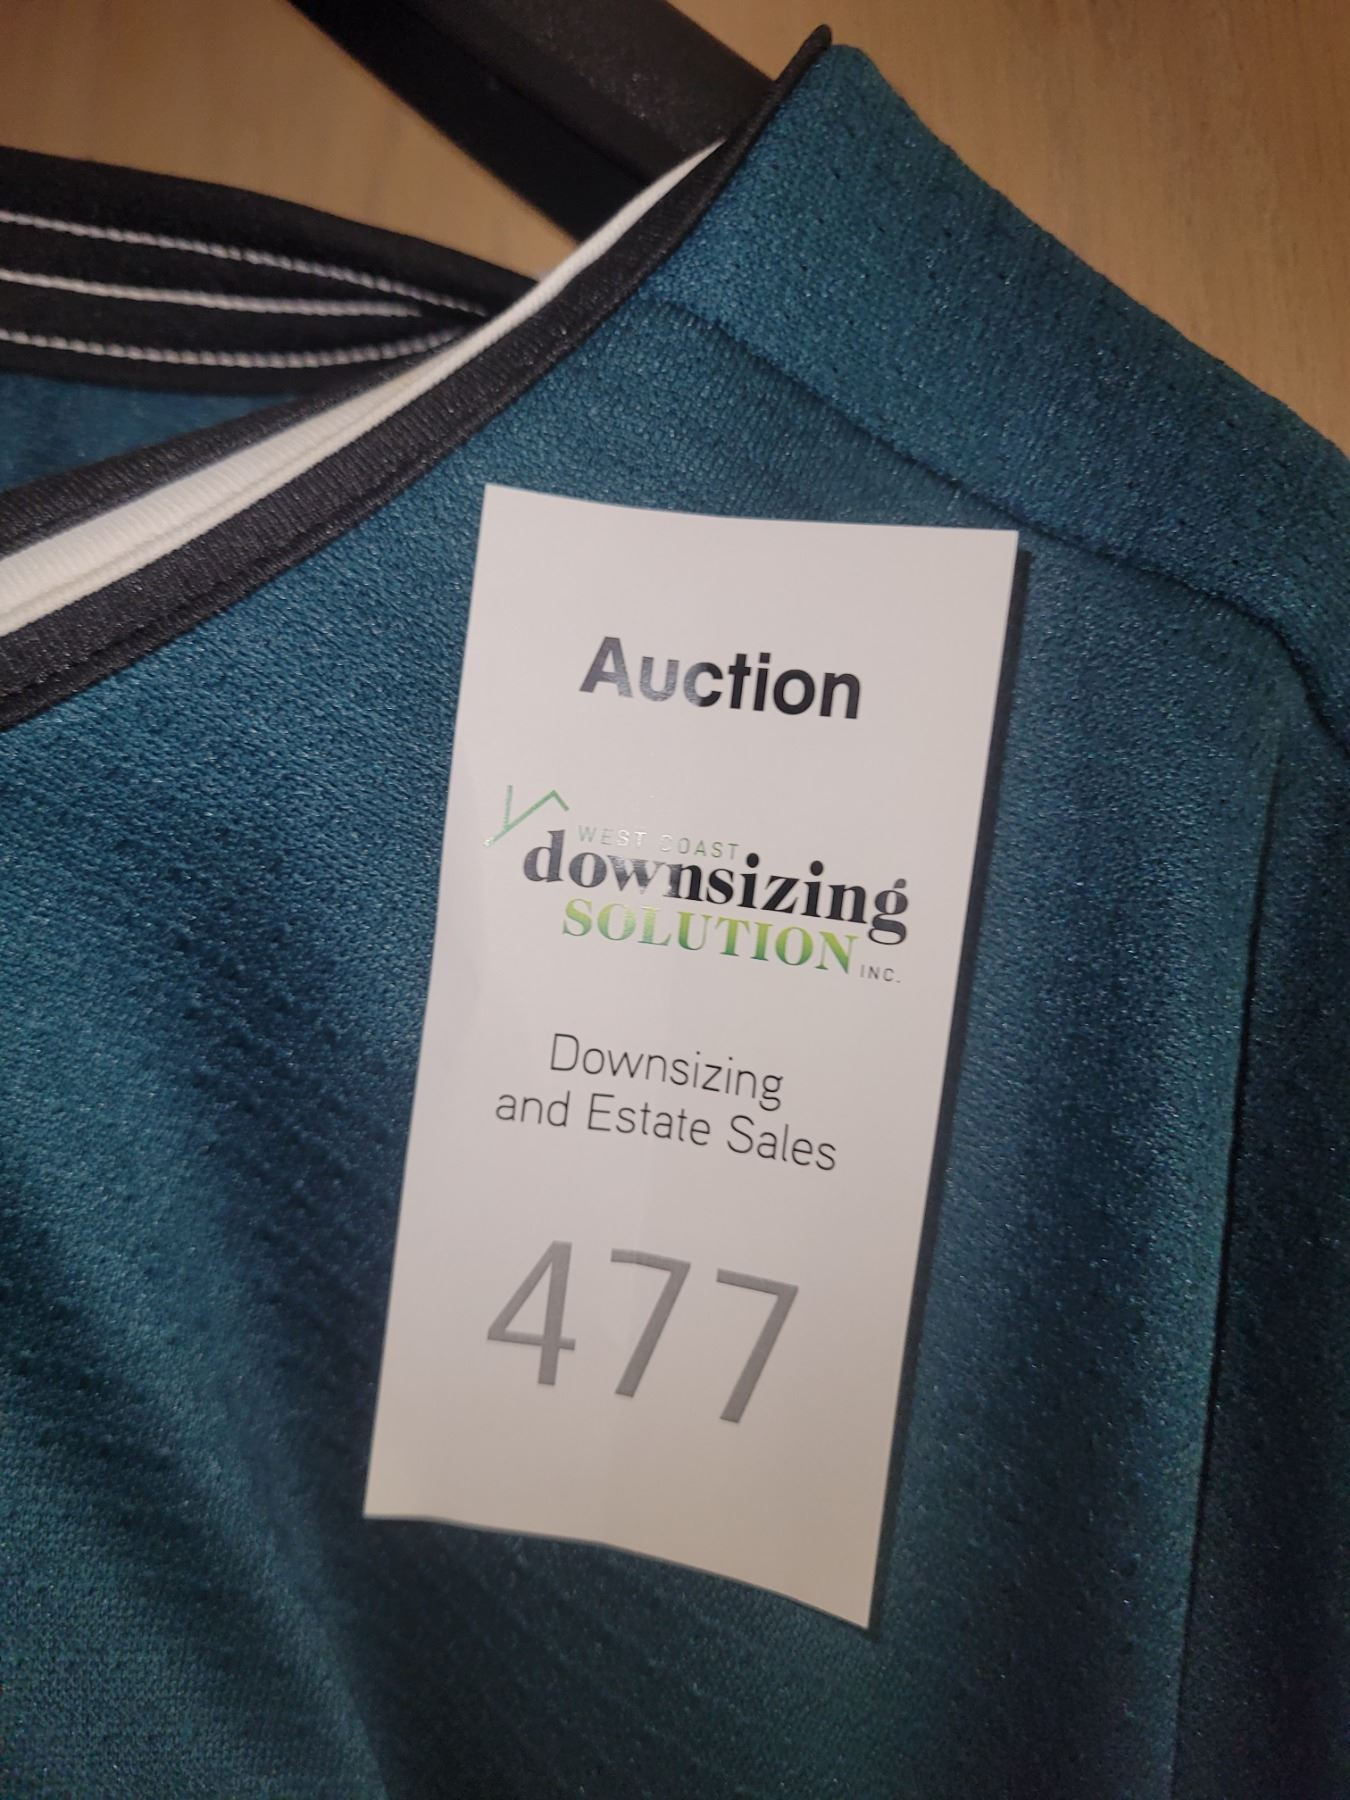 Auction
WEST COAST
downsizing
SOLUTION INC.
Downsizing
and Estate Sales
477